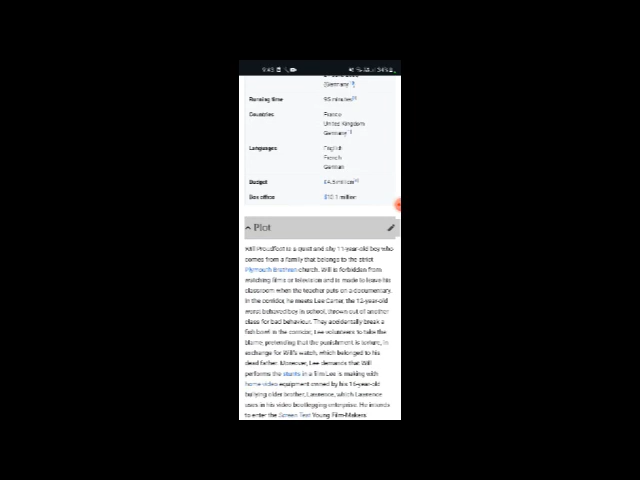 9:45
(Germany)
Running time 95 minutes
Countries France
United Kingdom
Germany
Languages English
French
German
Budget
Box office $10.1 million
Plot
Will Proudfoot is a quiet and shy 11-year-old boy who
comes from a family that belongs to the strict
Plymouth Brethren church. Will is forbidden from
watching films or television and is made to leave his
classroom when the teacher puts on a documentary.
In the corridor, he meets Lee Carter, the 12-year-old
worst behaved boy in school, thrown out of another
class for bad behaviour. They accidentally break a
fish bowl in the corridor, Lee volunteers to take the
blame, pretending that the punishment is torture, in
exchange for Will's watch, which belonged to his
dead father. Moreover, Lee demands that Will
performs the stunts in a film Lee is making with
home video equipment owned by his 16-year-old
bullying older brother, Lawrence, which Lawrence
uses in his video bootlegging enterprise. He intends
to enter the Screen Test Young Film-Makers